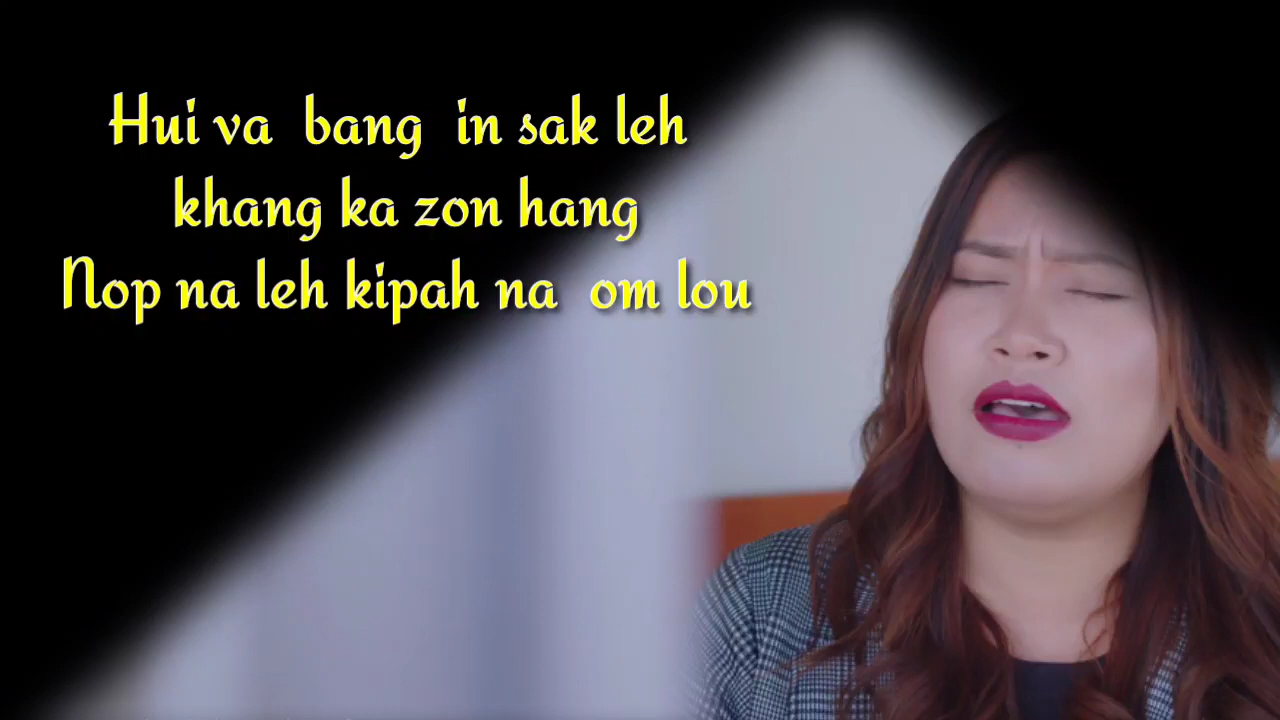 Hui va bang in sak leh
khang ka zon hang
Nop na leh kipah na om lou